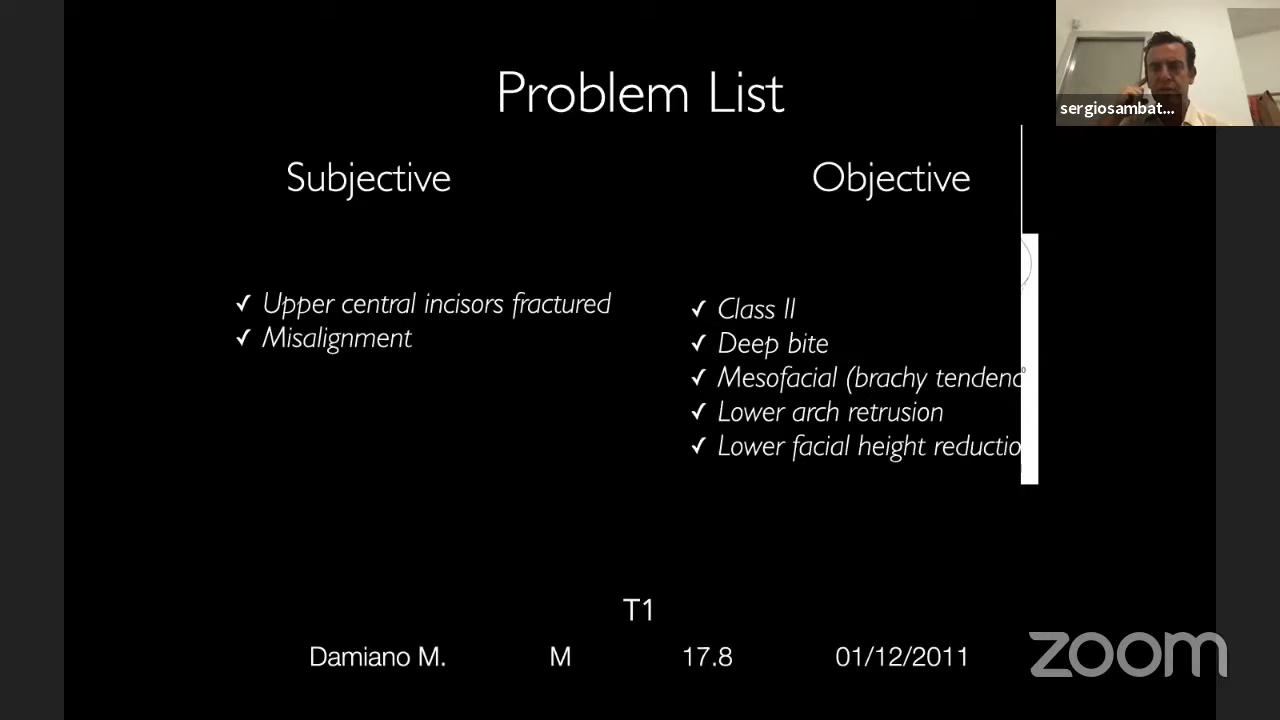 Problem List
sergiosambat...
Subjective
Objective
✓ Upper central incisors fractured
✓ Misalignment
✓ Class II
✓ Deep bite
✓ Mesofacial (brachy tendenc
✓ Lower arch retrusion
✓ Lower facial height reductio
T1
Damiano M. M 17.8 01/12/2011
zoom